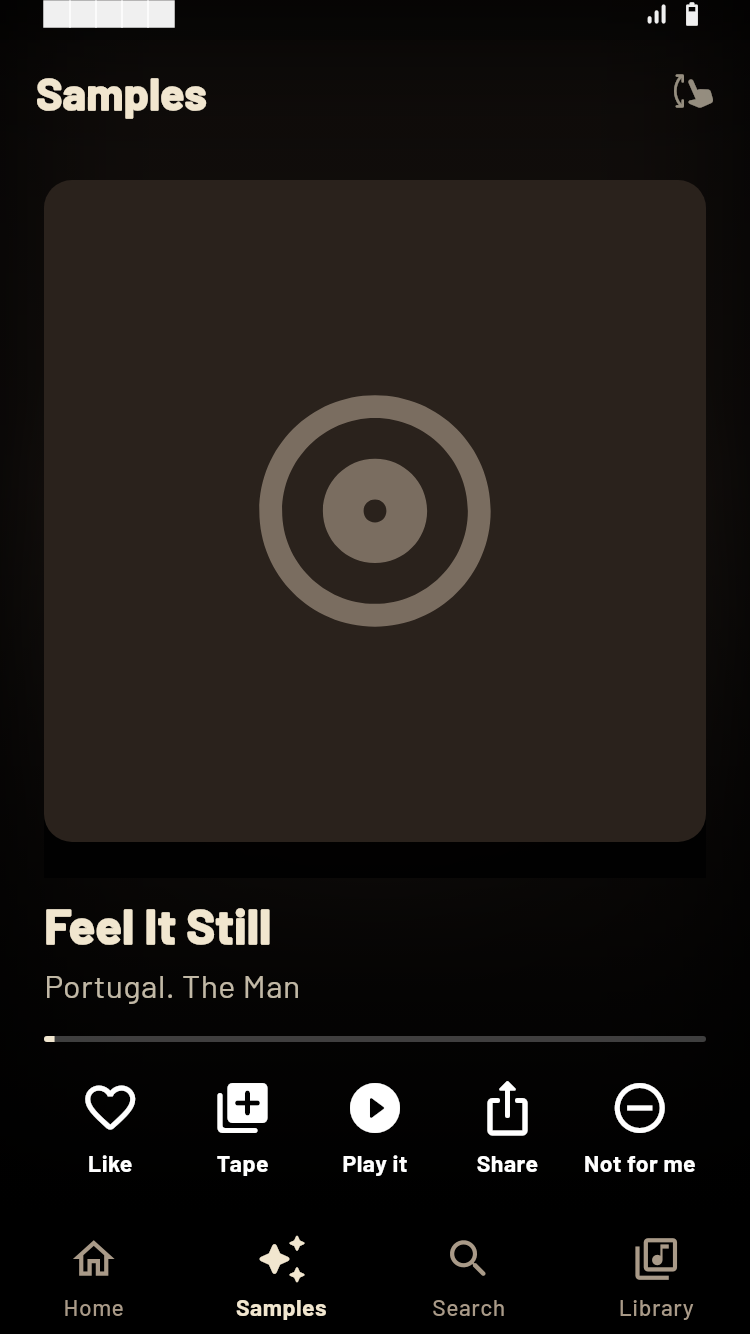 Samples
Feel It Still
Portugal. The Man
Like
Tape
Play it
Share
Not for me
Home
Samples
Search
Library